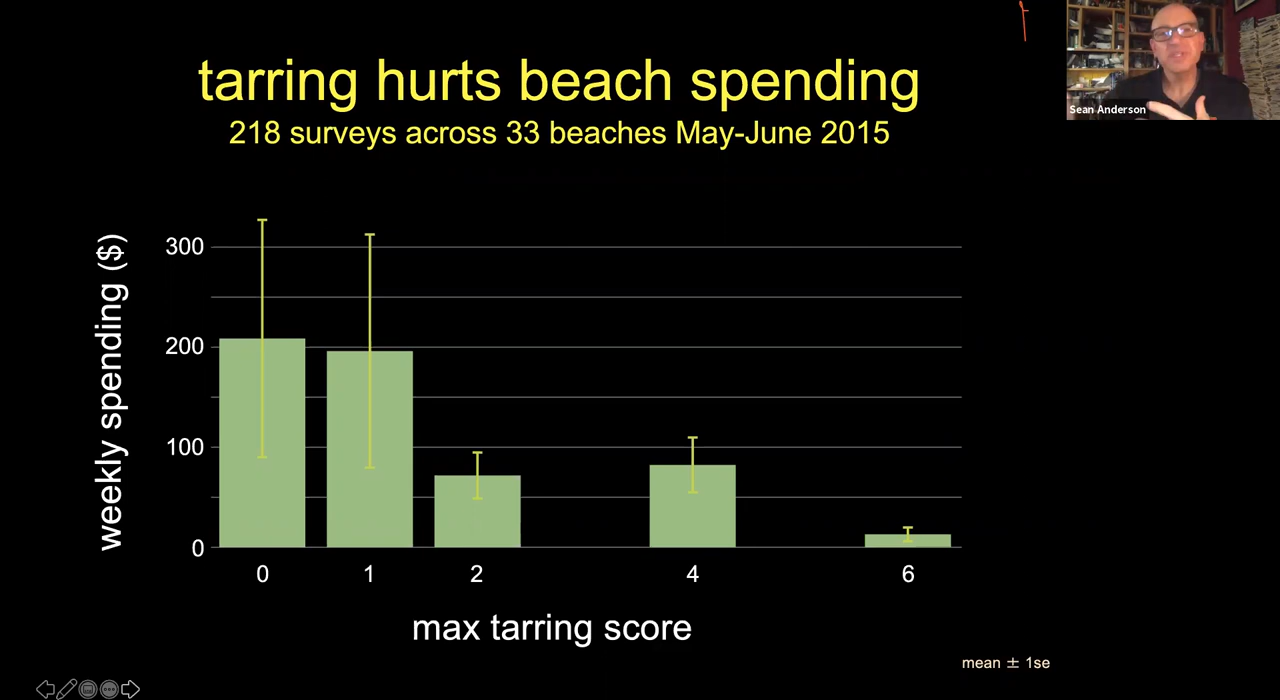 tarring hurts beach spending
218 surveys across 33 beaches May-June 2015
Sean Anderson
weekly spending ($)
300
200
100
0
0 1 2 4 6
max tarring score
mean ± 1se